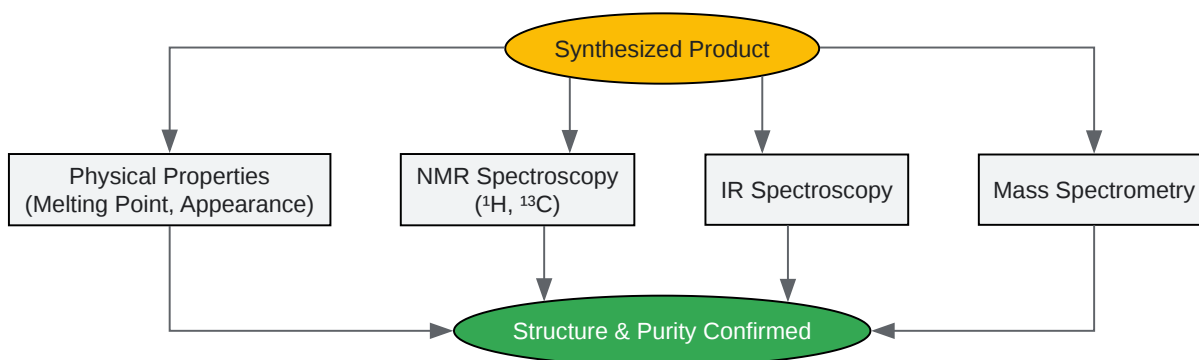 Synthesized Product
Physical Properties
(Melting Point, Appearance)
NMR Spectroscopy
(¹H, ¹³C)
IR Spectroscopy
Mass Spectrometry
Structure & Purity Confirmed